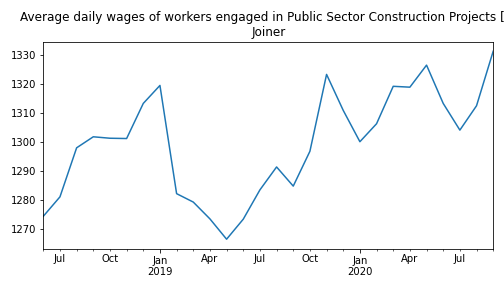 Average daily wages of workers engaged in Public Sector Construction Projects [
Joiner
1330
1320
1310
1300
1290
1280
1270
Jul
Oct
Jan
2019
Apr
Jul
Oct
Jan
2020
Apr
Jul